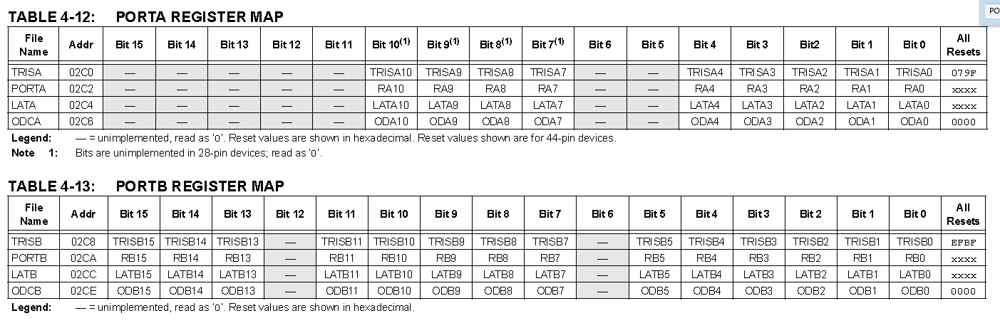 PO
TABLE 4-12: PORTA REGISTER MAP
File Name Addr Bit 15 Bit 14 Bit 13 Bit 12 Bit 11 Bit 10(1) Bit 9(1) Bit 8(1) Bit 7(1) Bit 6 Bit 5 Bit 4 Bit 3 Bit2 Bit 1 Bit 0 All Resets
TRISA 02C0 — — — — — TRISA10 TRISA9 TRISA8 TRISA7 — — TRISA4 TRISA3 TRISA2 TRISA1 TRISA0 079F
PORTA 02C2 — — — — — RA10 RA9 RA8 RA7 — — RA4 RA3 RA2 RA1 RA0 xxxx
LATA 02C4 — — — — — LATA10 LATA9 LATA8 LATA7 — — LATA4 LATA3 LATA2 LATA1 LATA0 xxxx
ODCA 02C6 — — — — — ODA10 ODA9 ODA8 ODA7 — — ODA4 ODA3 ODA2 ODA1 ODA0 0000
Legend: — = unimplemented, read as '0'. Reset values are shown in hexadecimal. Reset values shown are for 44-pin devices.
Note 1: Bits are unimplemented in 28-pin devices; read as '0'.
TABLE 4-13: PORTB REGISTER MAP
File Name Addr Bit 15 Bit 14 Bit 13 Bit 12 Bit 11 Bit 10 Bit 9 Bit 8 Bit 7 Bit 6 Bit 5 Bit 4 Bit 3 Bit 2 Bit 1 Bit 0 All Resets
TRISB 02C8 TRISB15 TRISB14 TRISB13 — TRISB11 TRISB10 TRISB9 TRISB8 TRISB7 — TRISB5 TRISB4 TRISB3 TRISB2 TRISB1 TRISB0 EFBF
PORTB 02CA RB15 RB14 RB13 — RB11 RB10 RB9 RB8 RB7 — RB5 RB4 RB3 RB2 RB1 RB0 xxxx
LATB 02CC LATB15 LATB14 LATB13 — LATB11 LATB10 LATB9 LATB8 LATB7 — LATB5 LATB4 LATB3 LATB2 LATB1 LATB0 xxxx
ODCB 02CE ODB15 ODB14 ODB13 — ODB11 ODB10 ODB9 ODB8 ODB7 — ODB5 ODB4 ODB3 ODB2 ODB1 ODB0 0000
Legend: — = unimplemented, read as '0'. Reset values are shown in hexadecimal.